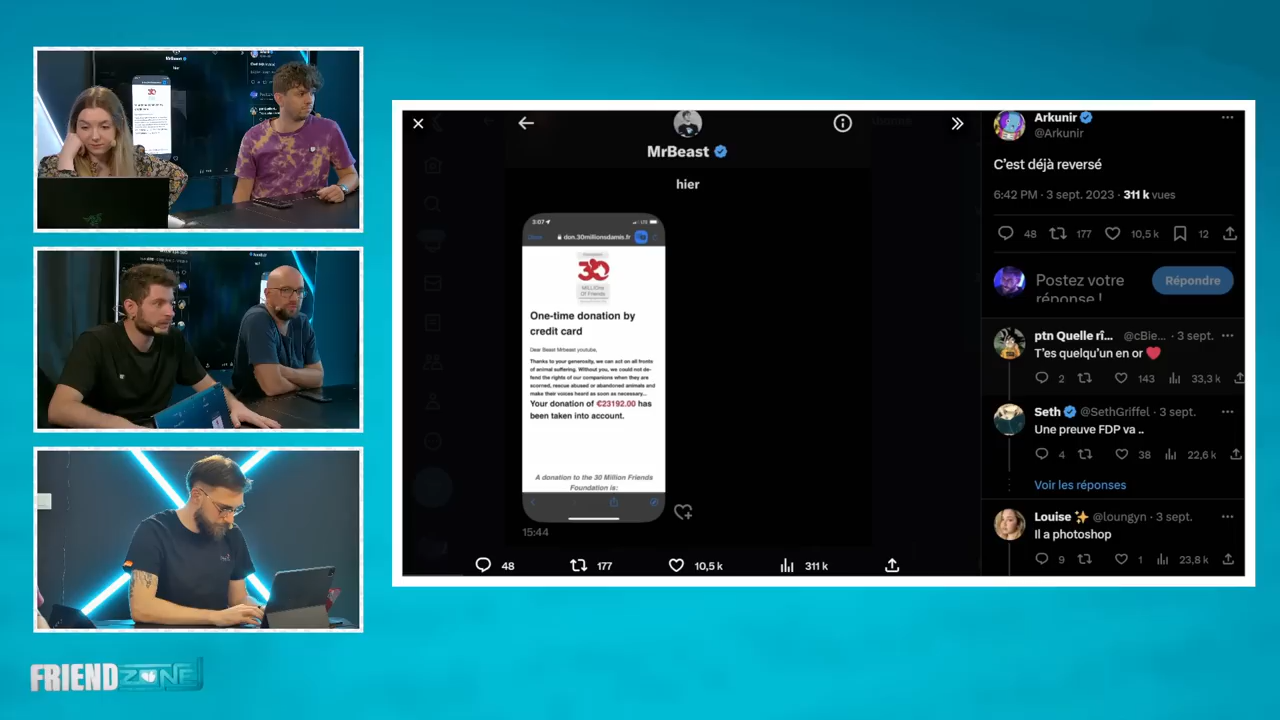 MrBeast
hier
3:07
LTE
Done
don.30millionsdamis.fr
Foundation
30
MILLIONs
Of Friends
One-time donation by
credit card
Dear Beast Mrbeast youtube,
Thanks to your generosity, we can act on all fronts
of animal suffering. Without you, we could not de-
fend the rights of our companions when they are
scorned, rescue abused or abandoned animals and
make their voices heard as soon as necessary...
Your donation of €23192.00 has
been taken into account.
A donation to the 30 Million Friends
Foundation is:
15:44
48
177
10,5 k
311 k
Arkunir
@Arkunir
C’est déjà reversé
6:42 PM · 3 sept. 2023 · 311 k vues
48 177 10,5 k 12
Postez votre
réponse !
Répondre
ptn Quelle rî... @cBie... · 3 sept.
T’es quelqu’un en or ❤️
2 143 33,3 k
Seth @SethGriffel · 3 sept.
Une preuve FDP va ..
4 38 22,6 k
Voir les réponses
Louise ✨ @loungyn · 3 sept.
Il a photoshop
9 1 23,8 k
FRIENDZONE